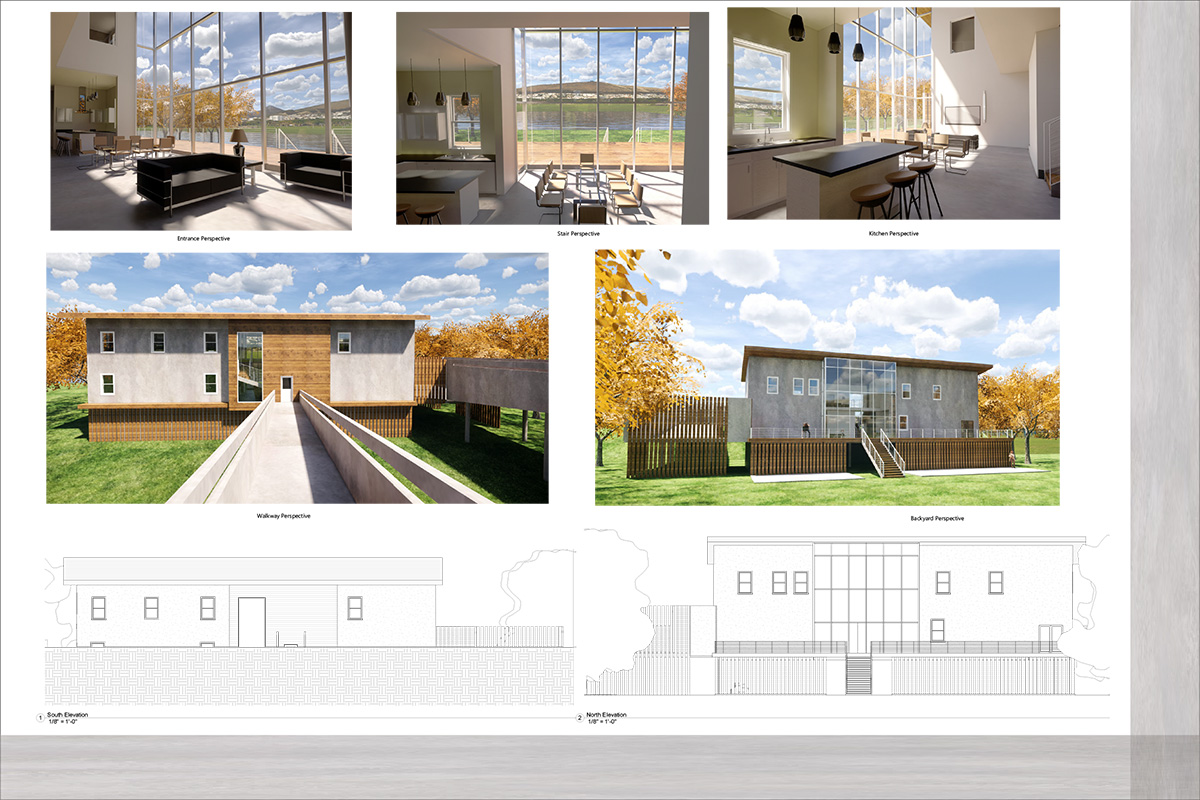 Entrance Perspective
Stair Perspective
Kitchen Perspective
Walkway Perspective
Backyard Perspective
1
South Elevation
1/8" = 1'-0"
2
North Elevation
1/8" = 1'-0"